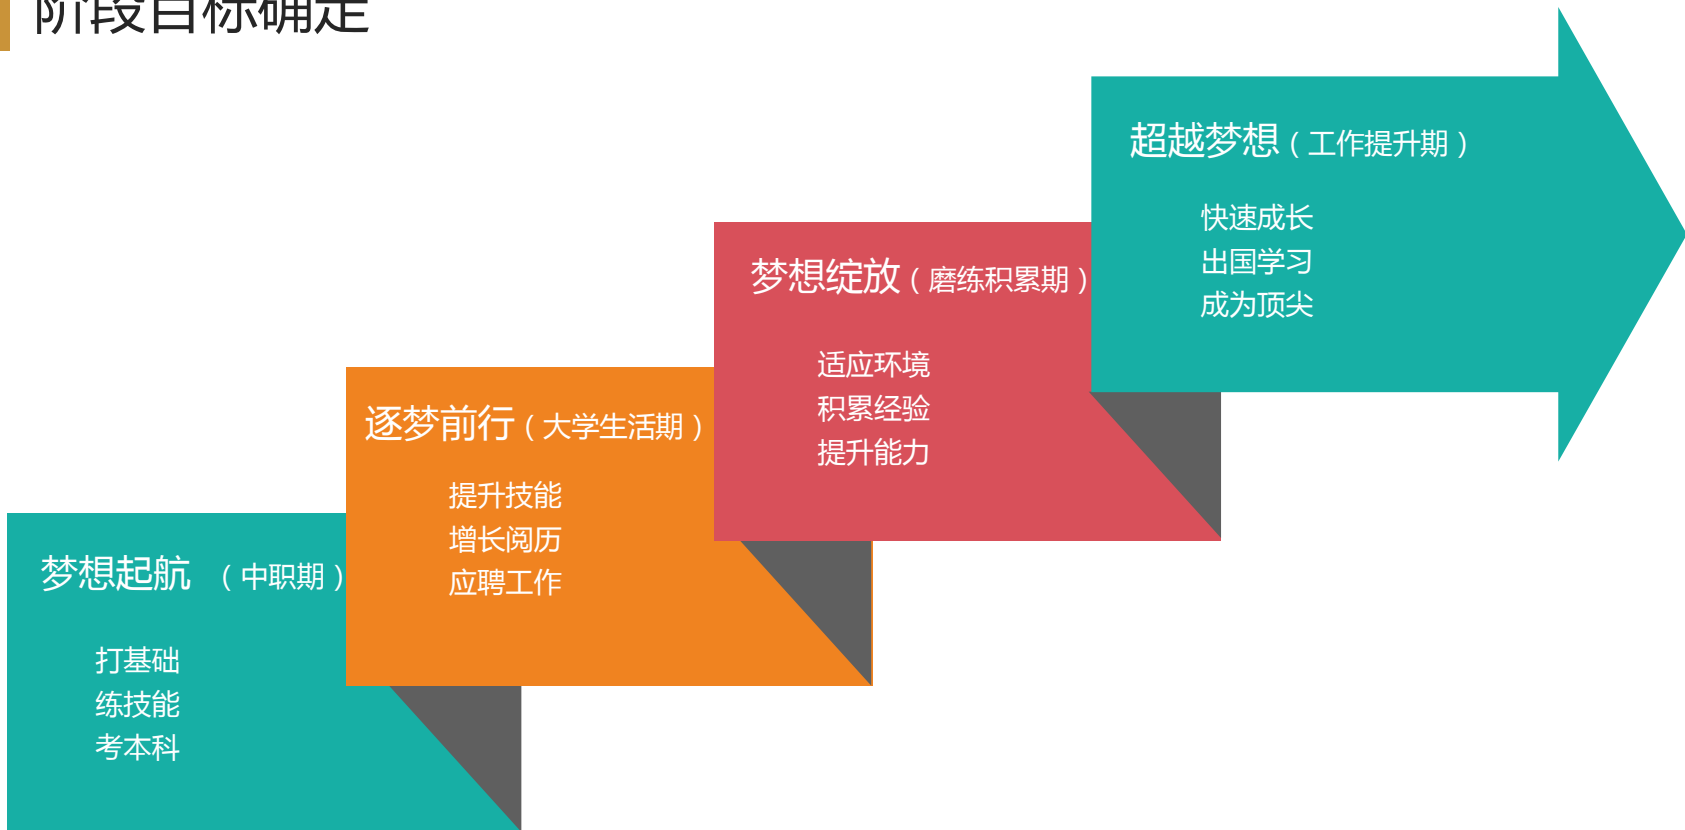 阶段目标确定
超越梦想（工作提升期）
快速成长
出国学习
成为顶尖
梦想绽放（磨练积累期）
适应环境
积累经验
提升能力
逐梦前行（大学生活期）
提升技能
增长阅历
应聘工作
梦想起航 （中职期）
打基础
练技能
考本科